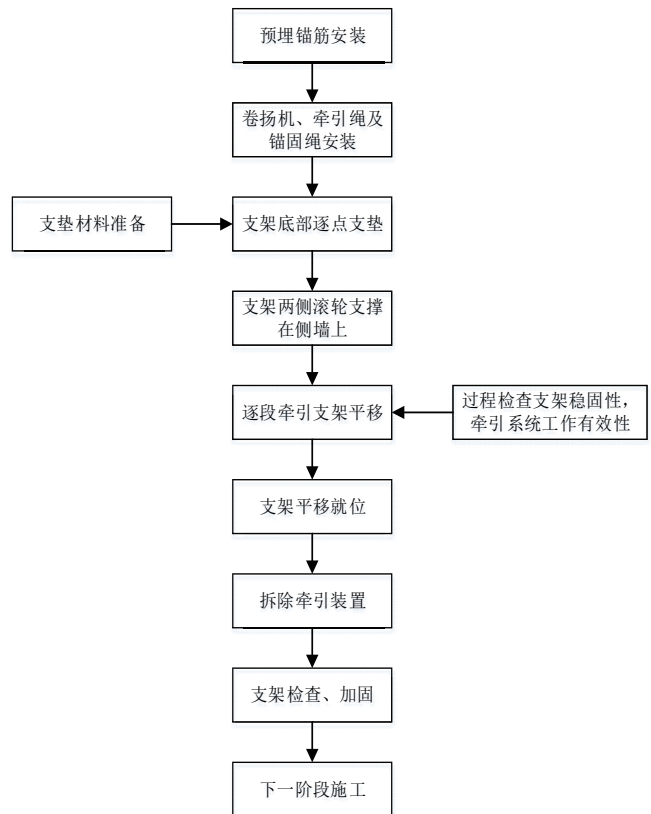 预埋锚筋安装
卷扬机、牵引绳及
锚固绳安装
支垫材料准备
支架底部逐点支垫
支架两侧滚轮支撑
在侧墙上
逐段牵引支架平移
过程检查支架稳固性,
牵引系统工作有效性
支架平移就位
拆除牵引装置
支架检查、加固
下一阶段施工